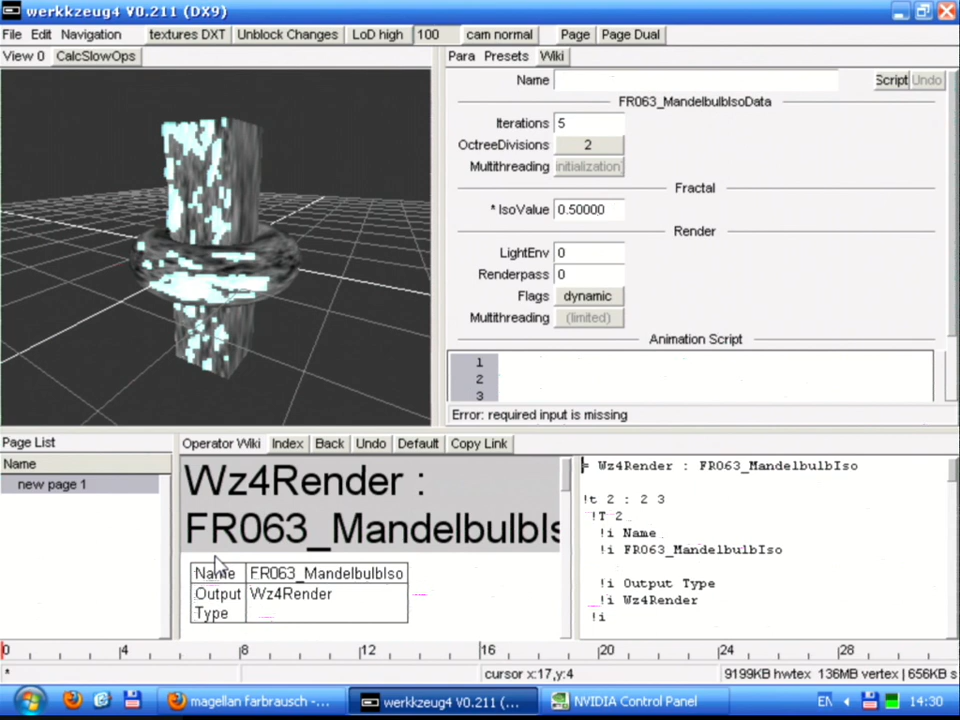 werkkzeug4 V0.211 (DX9)
File Edit Navigation textures DXT Unblock Changes LoD high 100 cam normal Page Page Dual
View 0 CalcSlowOps
Para Presets Wiki
Name Script Undo
FR063_MandelbulbIsoData
Iterations 5
OctreeDivisions 2
Multithreading initialization
Fractal
* IsoValue 0.50000
Render
LightEnv 0
Renderpass 0
Flags dynamic
Multithreading (limited)
Animation Script
1
2
3
Error: required input is missing
Page List
Name
new page 1
Operator Wiki Index Back Undo Default Copy Link
Wz4Render :
FR063_MandelbulbIs
Name FR063_MandelbulbIso
Output Wz4Render
Type
= Wz4Render : FR063_MandelbulbIso
!t 2 : 2 3
!T 2
!i Name
!i FR063_MandelbulbIso
!i Output Type
!i Wz4Render
!i
0 4 8 12 16 20 24 28
* cursor x:17,y:4 9199KB hwtex 136MB vertex | 656KS
magellan farbrausch -... werkkzeug4 V0.211 (... NVIDIA Control Panel EN 14:30